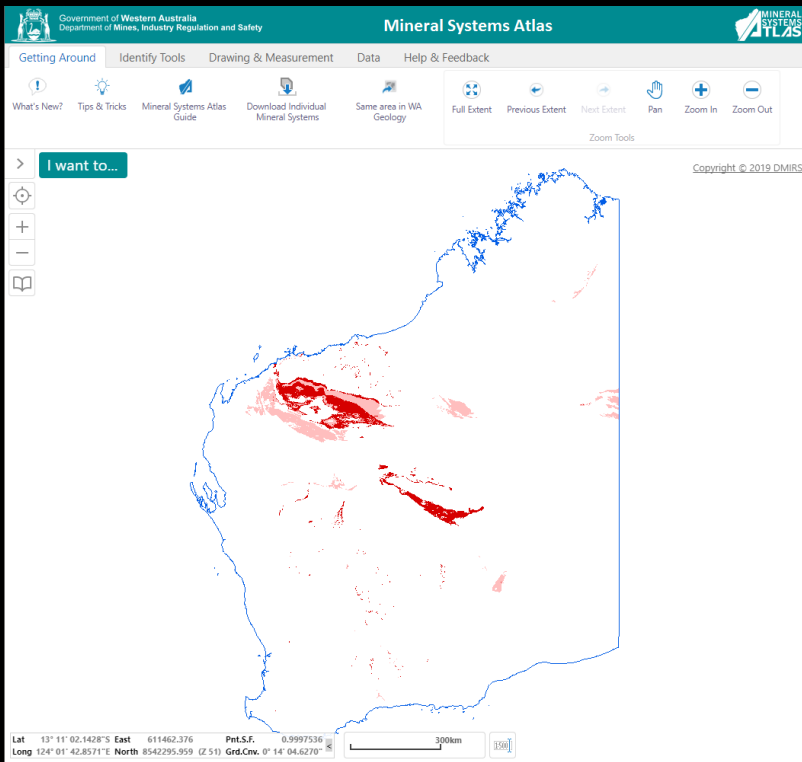 Government of Western Australia
Department of Mines, Industry Regulation and Safety
Mineral Systems Atlas
MINERAL
SYSTEMS
ATLAS
Getting Around
Identify Tools
Drawing & Measurement
Data
Help & Feedback
What's New?
Tips & Tricks
Mineral Systems Atlas
Guide
Download Individual
Mineral Systems
Same area in WA
Geology
Full Extent
Previous Extent
Next Extent
Pan
Zoom In
Zoom Out
Zoom Tools
I want to...
Copyright © 2019 DMIRS
Lat 13° 11' 02.1428"S East 611462.376 Pnt.S.F. 0.9997536
Long 124° 01' 42.8571"E North 8542295.959 (Z 51) Grd.Cnv. 0° 14' 04.6270"
<
300km